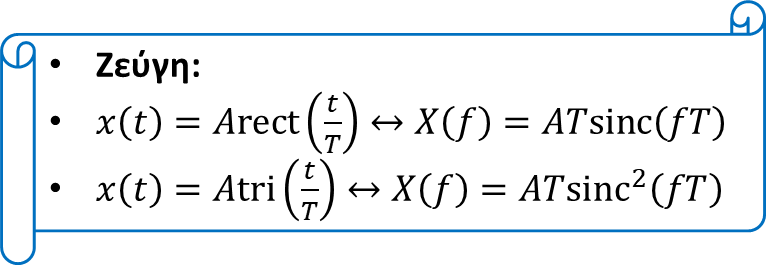 • Ζεύγη:
• x(t) = Arect(t/T) ↔ X(f) = ATsinc(fT)
• x(t) = Atri(t/T) ↔ X(f) = ATsinc²(fT)